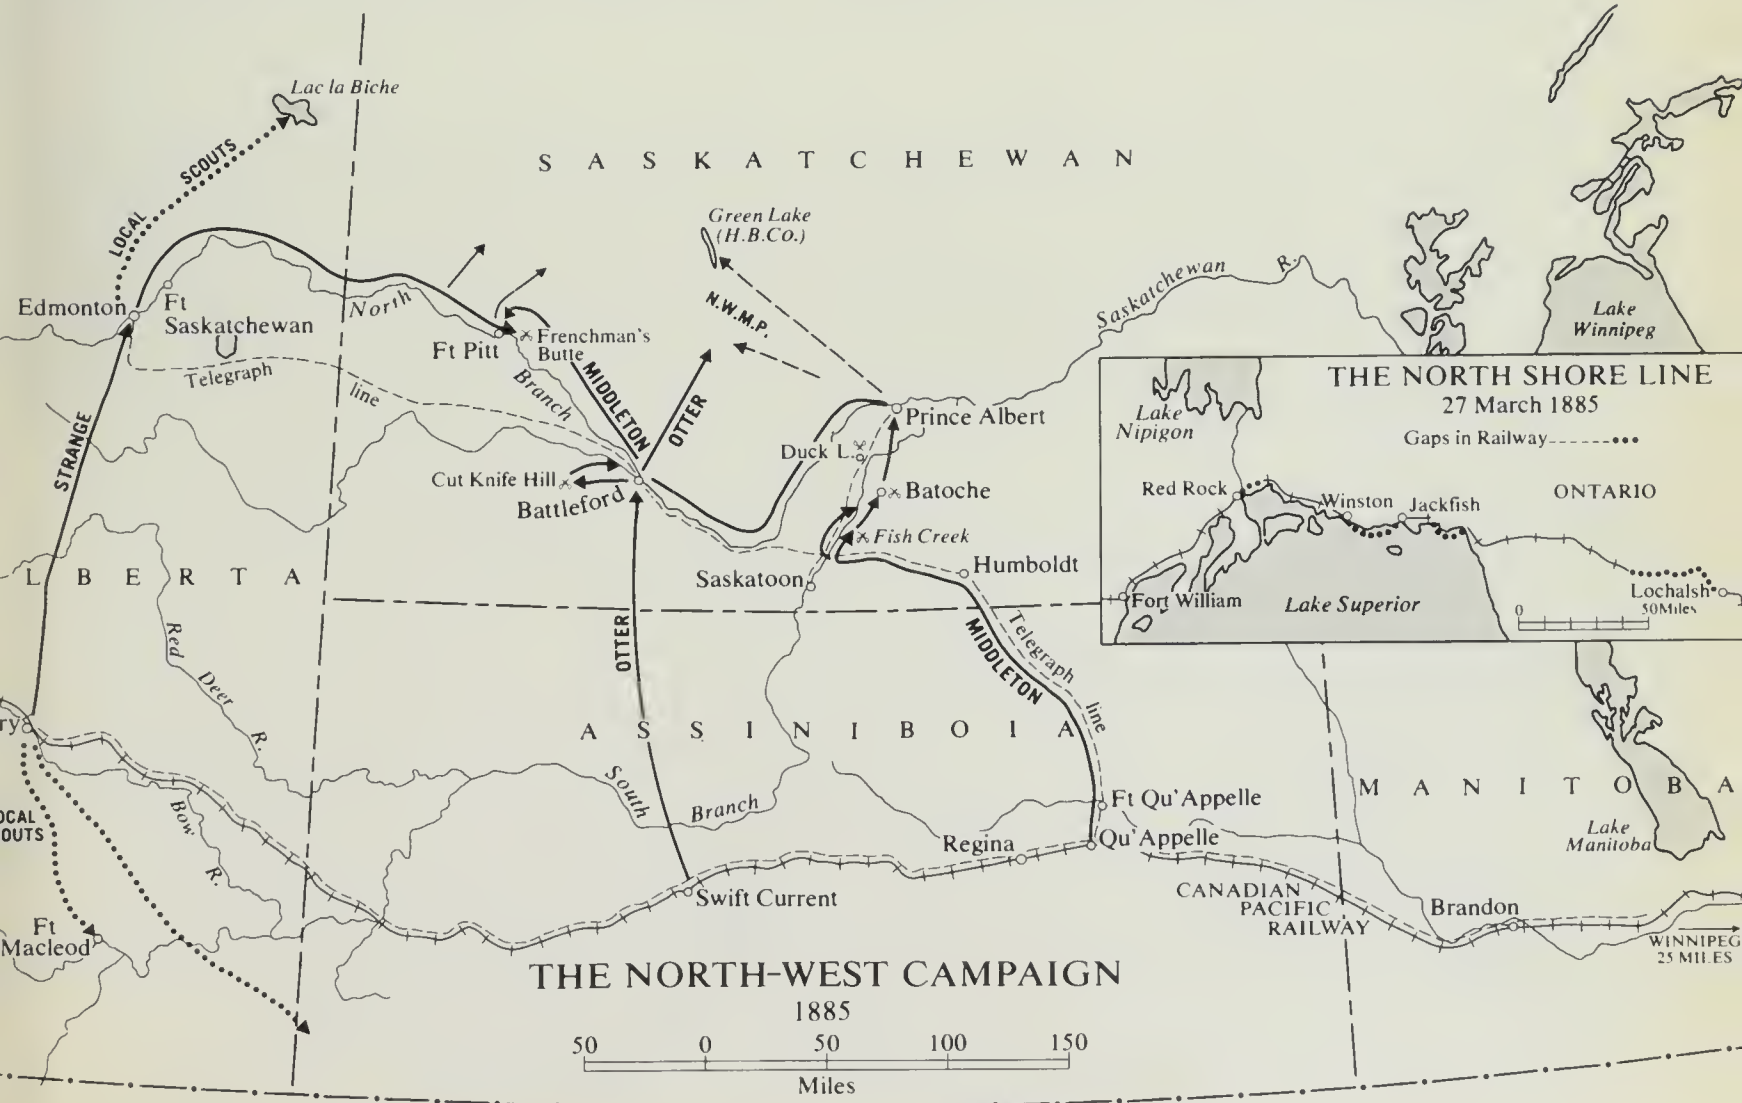 Lac la Biche
SCOUTS
LOCAL
SASKATCHEWAN
Green Lake
(H.B.Co.)
N.W.M.P.
Saskatchewan R.
Edmonton
Ft
Saskatchewan
North
Branch
Telegraph
line
Ft Pitt
Frenchman's
Butte
MIDDLETON
OTTER
Prince Albert
Duck L.
Cut Knife Hill
Battleford
Batoche
Fish Creek
STRANGE
Saskatoon
Humboldt
LBERTA
Red
Deer
R.
OTTER
MIDDLETON
Telegraph
line
ry
ASSINIBOIA
South
Branch
Ft Qu'Appelle
Regina
Qu'Appelle
OCAL
OUTS
Bow
R.
Swift Current
Ft
Macleod
CANADIAN
PACIFIC
RAILWAY
Brandon
MANITOBA
Lake
Manitoba
WINNIPEG
25 MILES
Lake
Winnipeg
THE NORTH SHORE LINE
27 March 1885
Gaps in Railway
Lake
Nipigon
Red Rock
Winston
Jackfish
ONTARIO
Fort William
Lake Superior
Lochalsh
0 50Miles
THE NORTH-WEST CAMPAIGN
1885
50 0 50 100 150
Miles